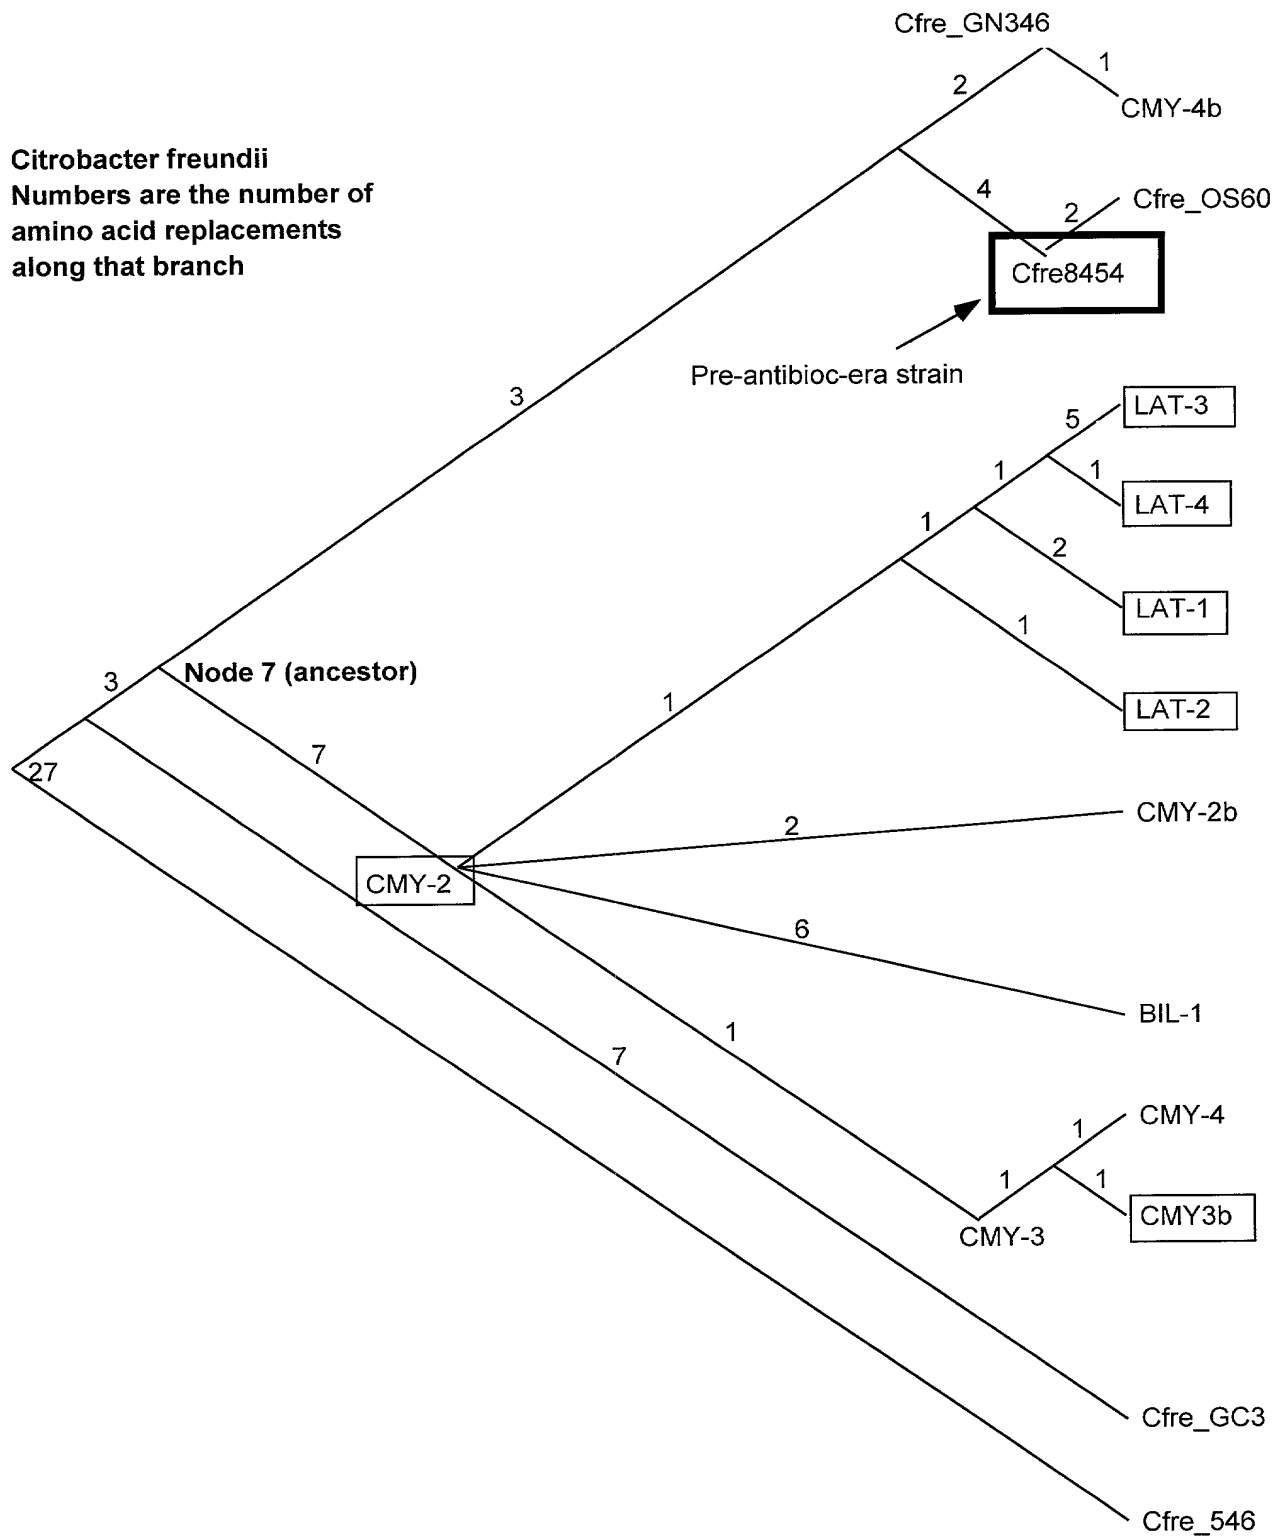 Cfre_GN346
1
2
CMY-4b
Citrobacter freundii
Numbers are the number of
amino acid replacements
along that branch
4
2
Cfre_OS60
Cfre8454
Pre-antibioc-era strain
3
5
LAT-3
1
1
LAT-4
1
2
LAT-1
1
LAT-2
3
Node 7 (ancestor)
1
7
27
2
CMY-2b
CMY-2
6
BIL-1
1
7
1
CMY-4
1
1
CMY3b
CMY-3
Cfre_GC3
Cfre_546